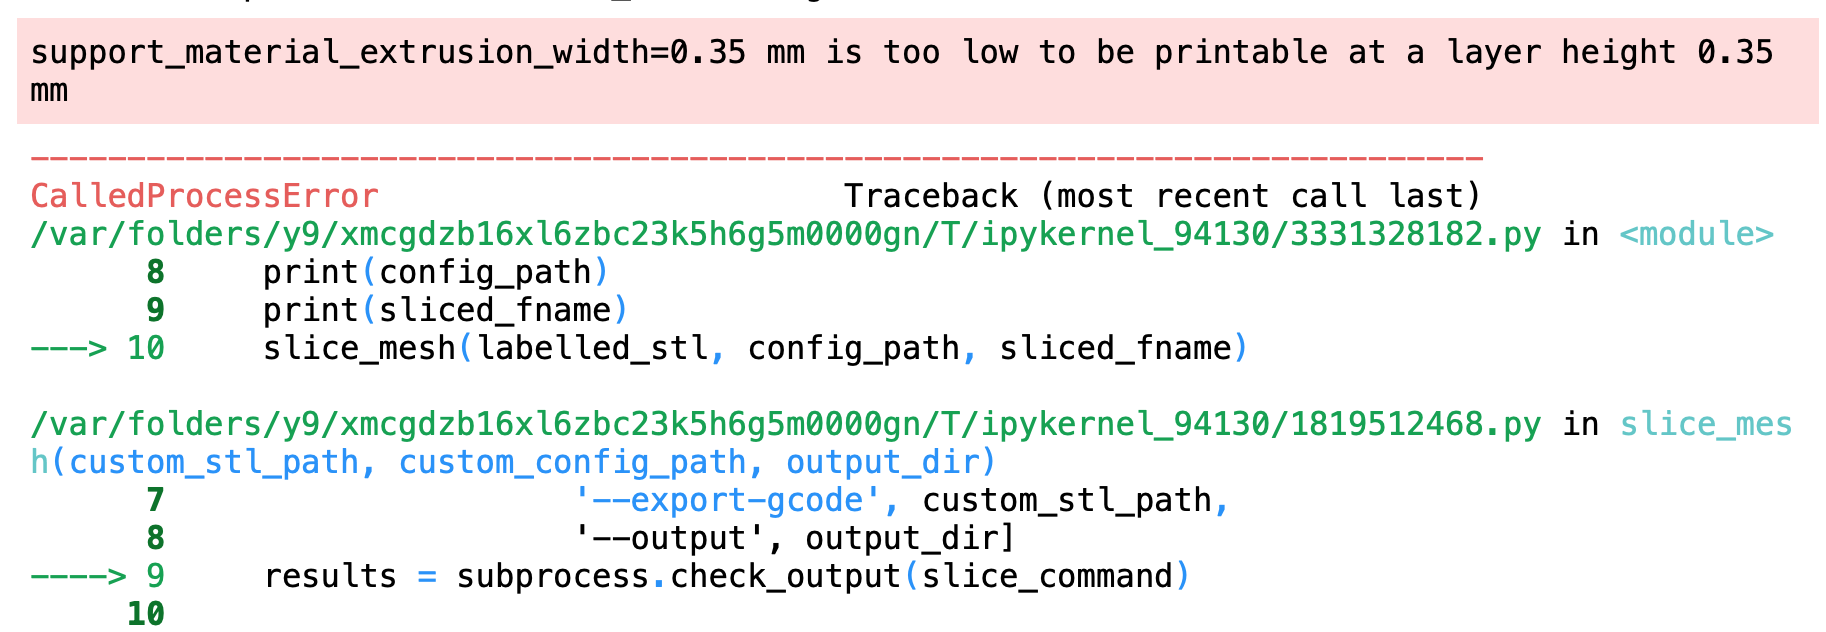 support_material_extrusion_width=0.35 mm is too low to be printable at a layer height 0.35
mm
---------------------------------------------------------------------------
CalledProcessError                        Traceback (most recent call last)
/var/folders/y9/xmcgdzb16xl6zbc23k5h6g5m0000gn/T/ipykernel_94130/3331328182.py in <module>
      8     print(config_path)
      9     print(sliced_fname)
---> 10     slice_mesh(labelled_stl, config_path, sliced_fname)
/var/folders/y9/xmcgdzb16xl6zbc23k5h6g5m0000gn/T/ipykernel_94130/1819512468.py in slice_mes
h(custom_stl_path, custom_config_path, output_dir)
      7                     '--export-gcode', custom_stl_path,
      8                     '--output', output_dir]
----> 9     results = subprocess.check_output(slice_command)
     10